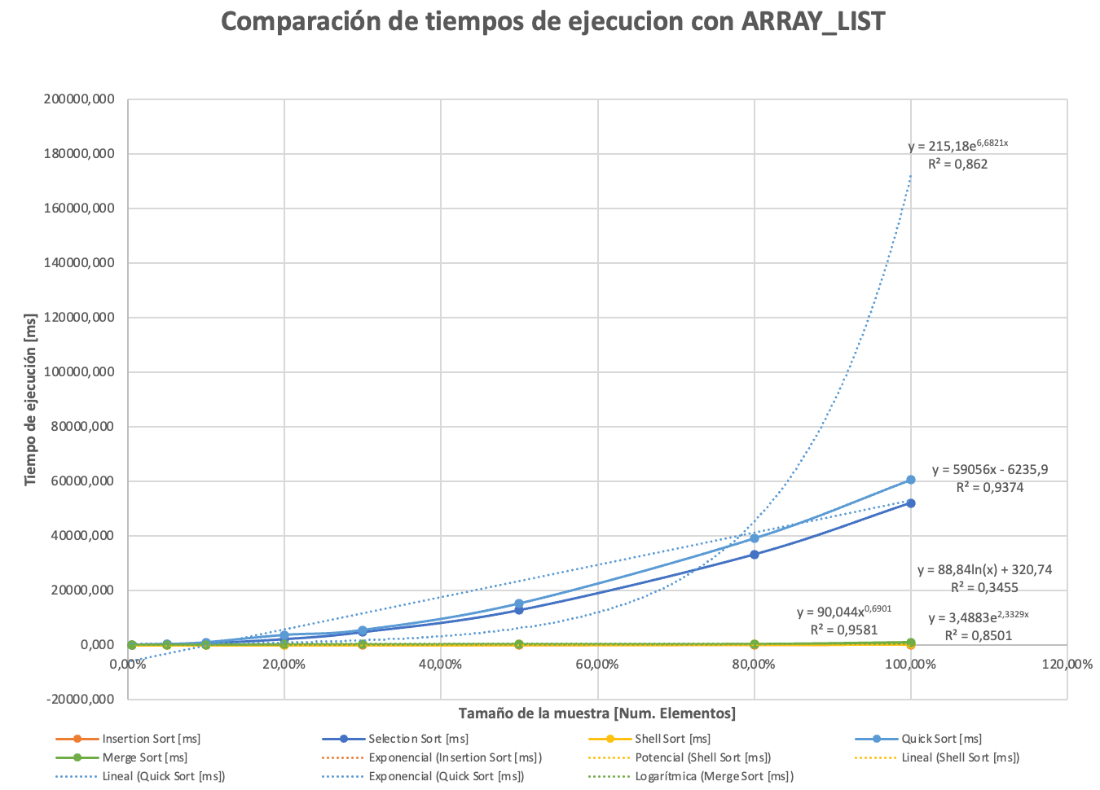 Comparación de tiempos de ejecucion con ARRAY_LIST
200000,000
180000,000
160000,000
140000,000
120000,000
100000,000
80000,000
60000,000
40000,000
20000,000
0,000
-20000,000
Tiempo de ejecución [ms]
y = 215,18e^6,6821x
R² = 0,862
y = 59056x - 6235,9
R² = 0,9374
y = 88,84ln(x) + 320,74
R² = 0,3455
y = 90,044x^0,6901
R² = 0,9581
y = 3,4883e^2,3329x
R² = 0,8501
0,00% 20,00% 40,00% 60,00% 80,00% 100,00% 120,00%
Tamaño de la muestra [Num. Elementos]
Insertion Sort [ms] Selection Sort [ms] Shell Sort [ms] Quick Sort [ms]
Merge Sort [ms] Exponencial (Insertion Sort [ms]) Potencial (Shell Sort [ms]) Lineal (Shell Sort [ms])
Lineal (Quick Sort [ms]) Exponencial (Quick Sort [ms]) Logarítmica (Merge Sort [ms])